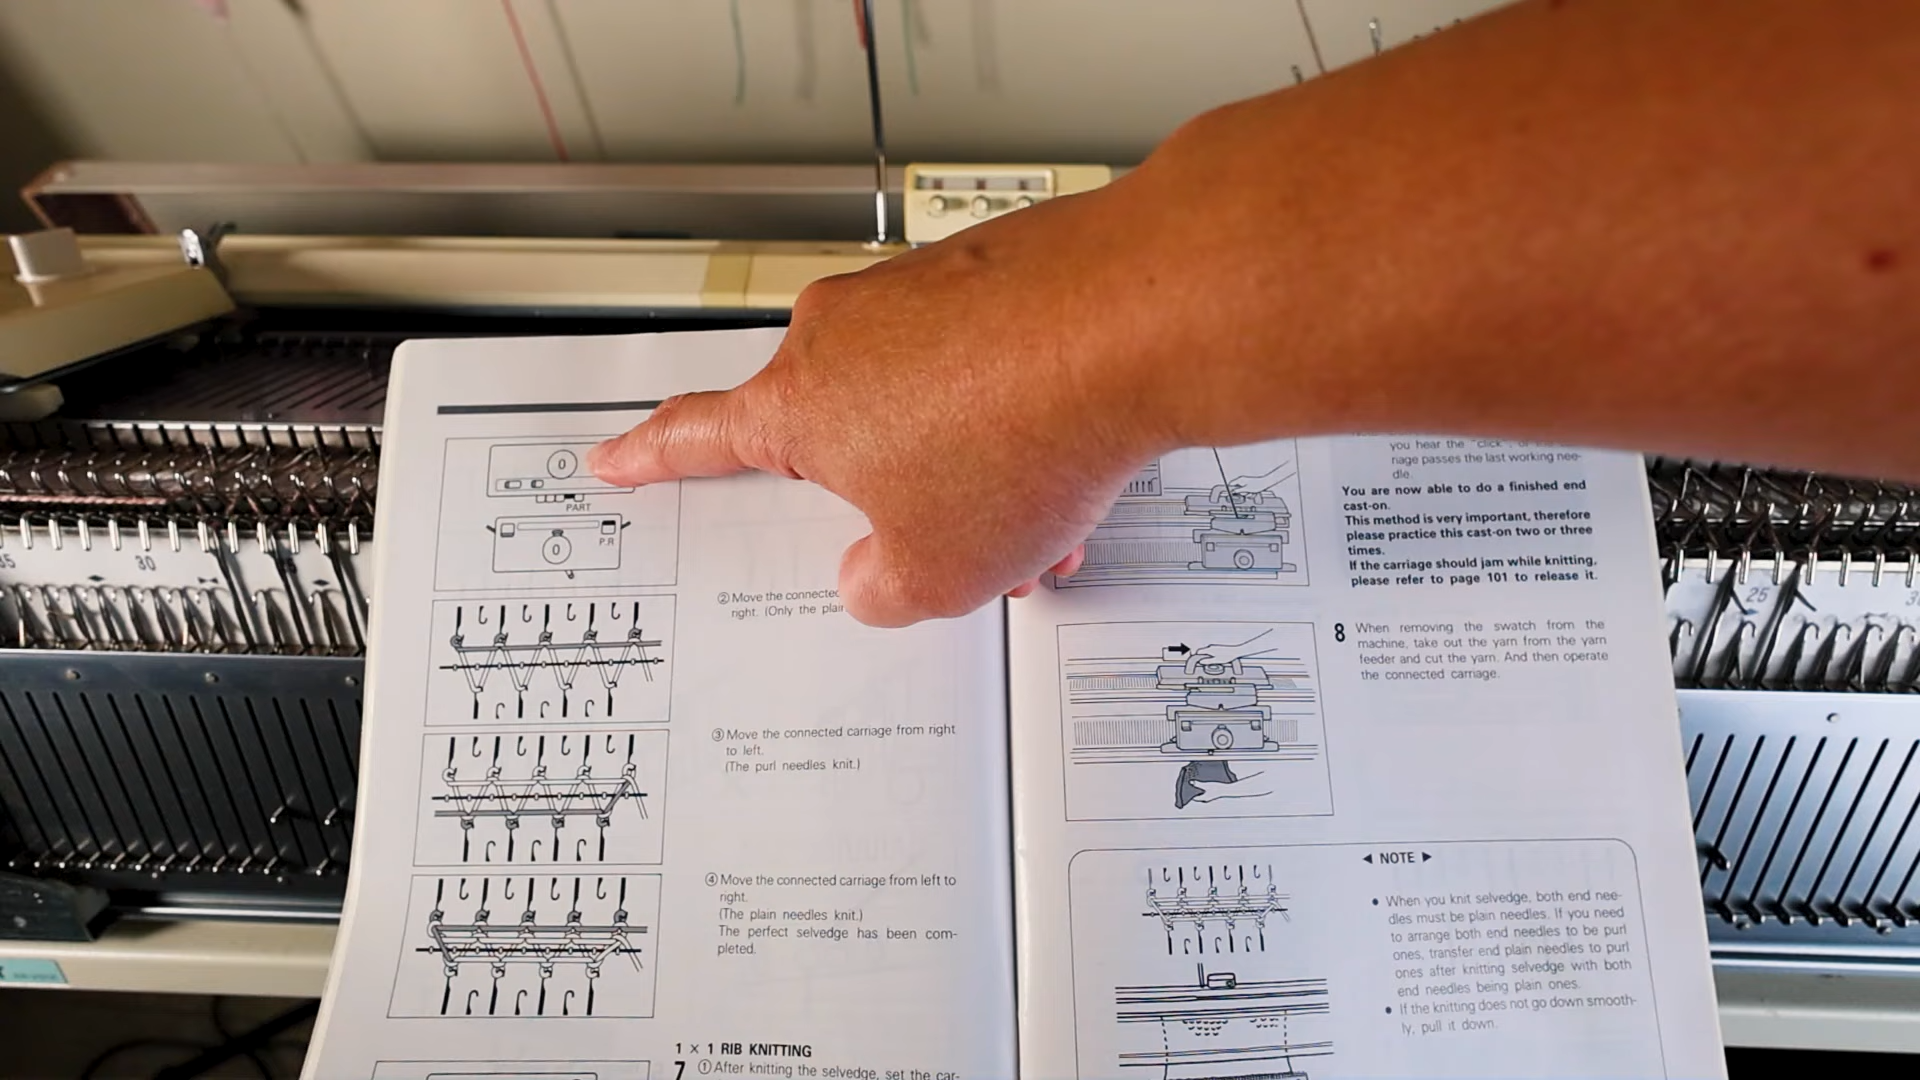 0
PART
0
P.R
② Move the connected
right. (Only the plain
③ Move the connected carriage from right
to left.
(The purl needles knit.)
④ Move the connected carriage from left to
right.
(The plain needles knit.)
The perfect selvedge has been com-
pleted.
1 × 1 RIB KNITTING
7 ① After knitting the selvedge, set the car-
you hear the "click",
riage passes the last working nee-
dle.
You are now able to do a finished end
cast-on.
This method is very important, therefore
please practice this cast-on two or three
times.
If the carriage should jam while knitting,
please refer to page 101 to release it.
8 When removing the swatch from the
machine, take out the yarn from the yarn
feeder and cut the yarn. And then operate
the connected carriage.
◀ NOTE ▶
• When you knit selvedge, both end nee-
dles must be plain needles. If you need
to arrange both end needles to be purl
ones, transfer end plain needles to purl
ones after knitting selvedge with both
end needles being plain ones.
• If the knitting does not go down smooth-
ly, pull it down.
35
30
25